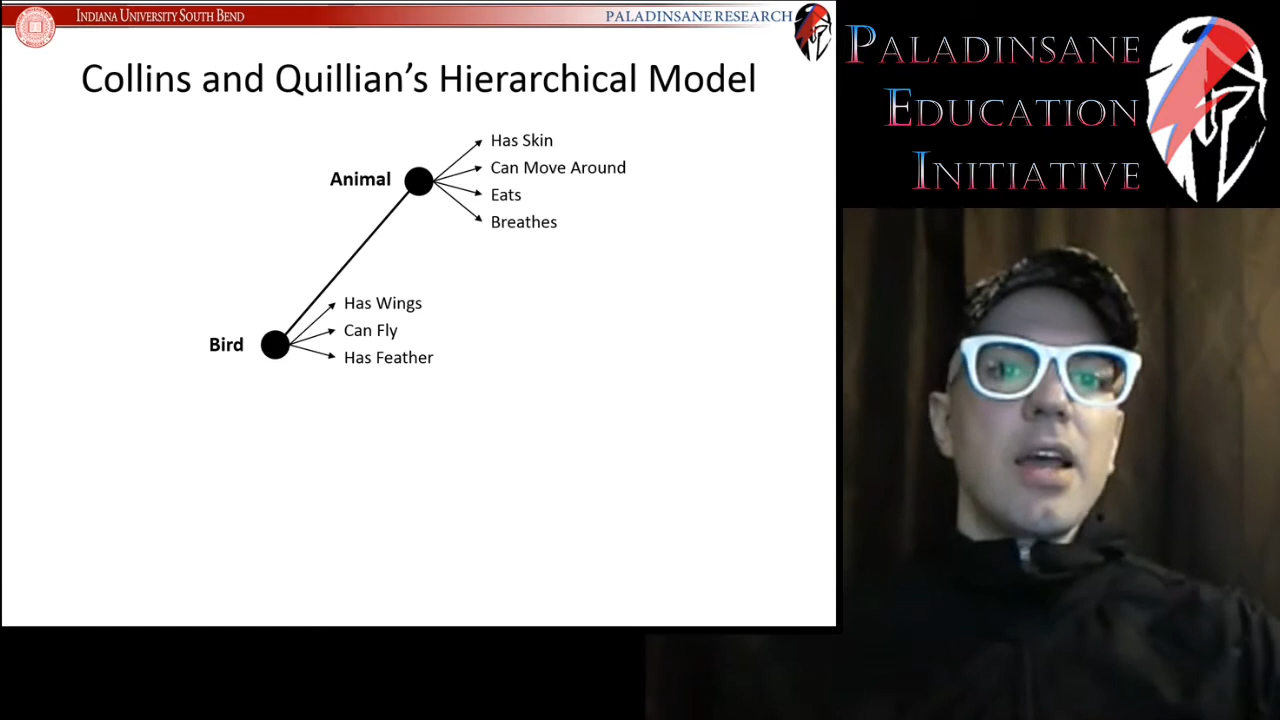 INDIANA UNIVERSITY SOUTH BEND
PALADINSANE RESEARCH
PALADINSANE
EDUCATION
INITIATIVE
Collins and Quillian's Hierarchical Model
Animal
Has Skin
Can Move Around
Eats
Breathes
Bird
Has Wings
Can Fly
Has Feather